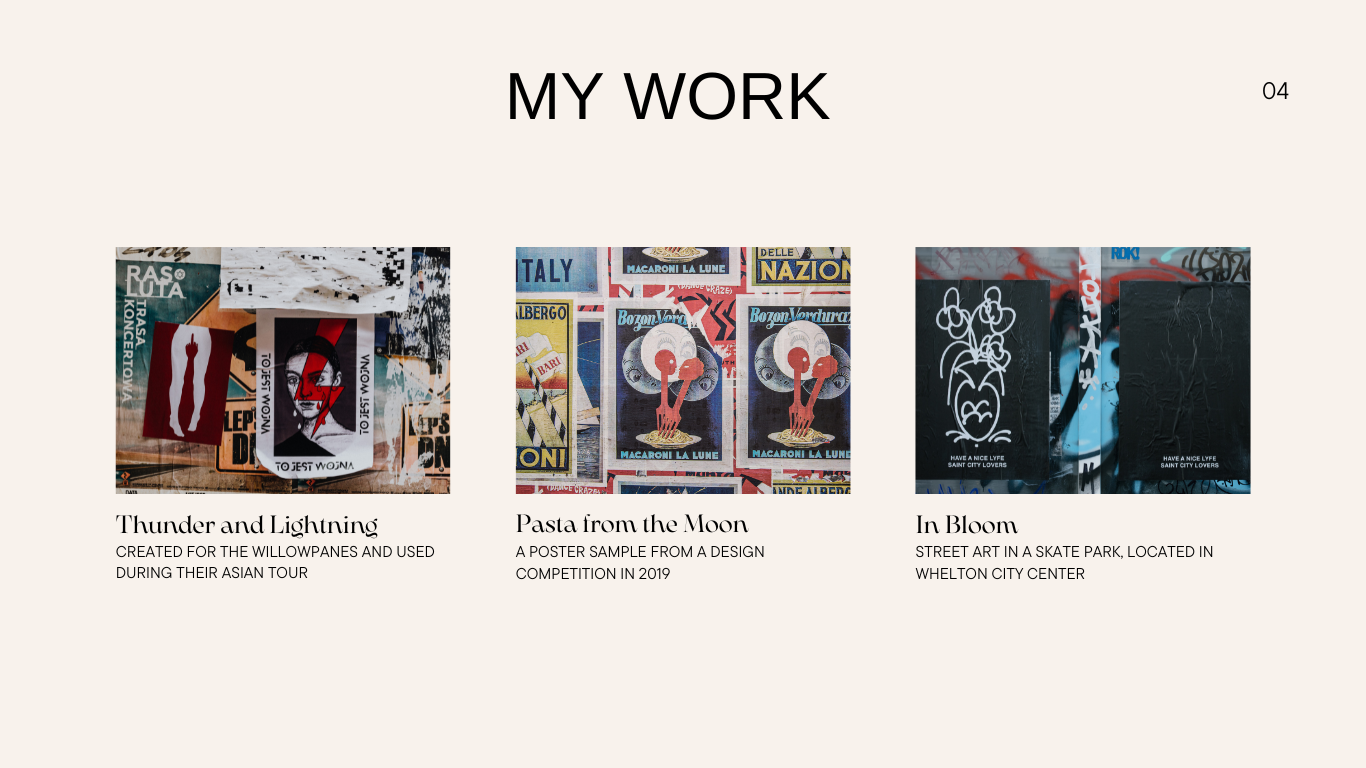 MY WORK
04
RAS
LUTA
TRASA
KONCERTOWA
TO JEST WOJNA
TO JEST WOJNA
TO JEST WOJNA
ITALY
MACARONI LA LUNE
DELLE
NAZION
ALBERGO
BARI
ONI
Bozon-Verd
MACARONI LA LUNE
Bozon-Verduraz
MACARONI LA LUNE
HAVE A NICE LYFE
SAINT CITY LOVERS
HAVE A NICE LYFE
SAINT CITY LOVERS
Thunder and Lightning
CREATED FOR THE WILLOWPANES AND USED
DURING THEIR ASIAN TOUR
Pasta from the Moon
A POSTER SAMPLE FROM A DESIGN
COMPETITION IN 2019
In Bloom
STREET ART IN A SKATE PARK, LOCATED IN
WHELTON CITY CENTER